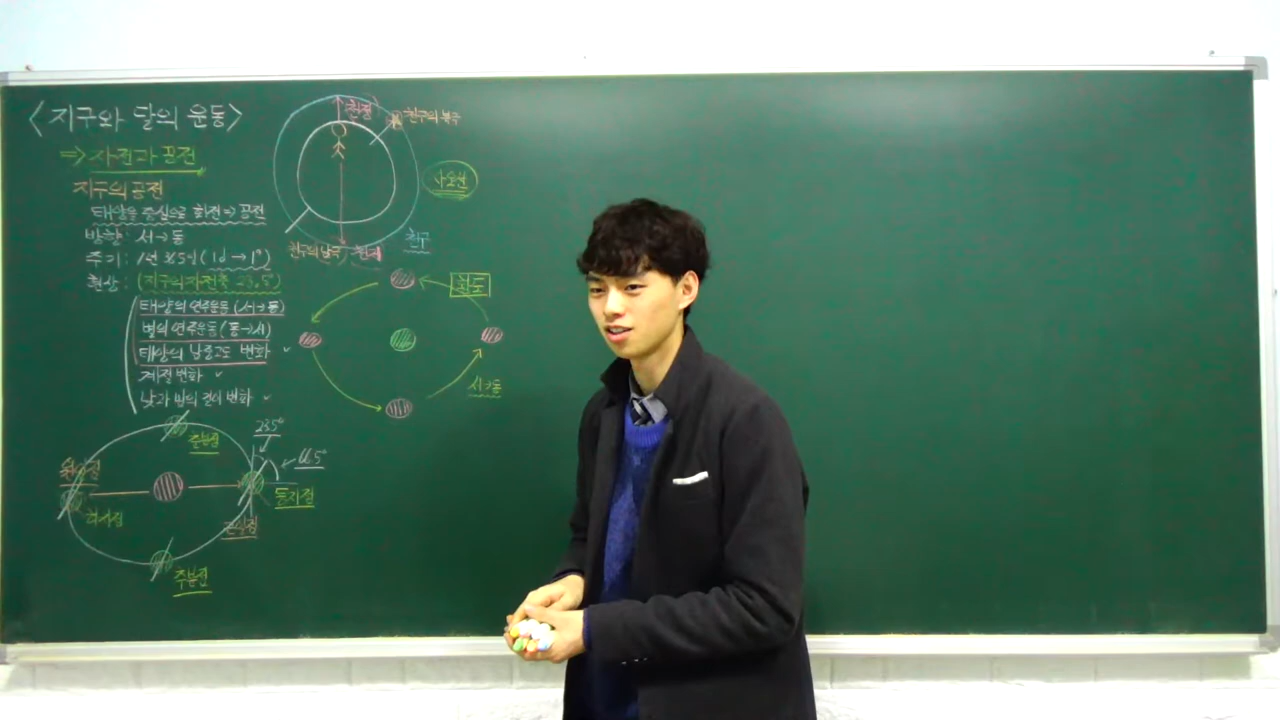 <지구와 달의 운동>
=> 자전과 공전
지구의 공전
태양을 중심으로 회전 => 공전
방향: 서→동
주기: 1년 365일 (1d → 1°)
현상: (지구의 자전축 23.5°)
태양의 연주운동 (서→동)
별의 연주운동 (동→서)
태양의 남중고도 변화
계절변화
낮과 밤의 길이 변화
천정
천구의 북극
천구의 남극
천저
천구
황도
서→동
춘분점
23.5°
66.5°
원일점
하지점
동지점
근일점
추분점